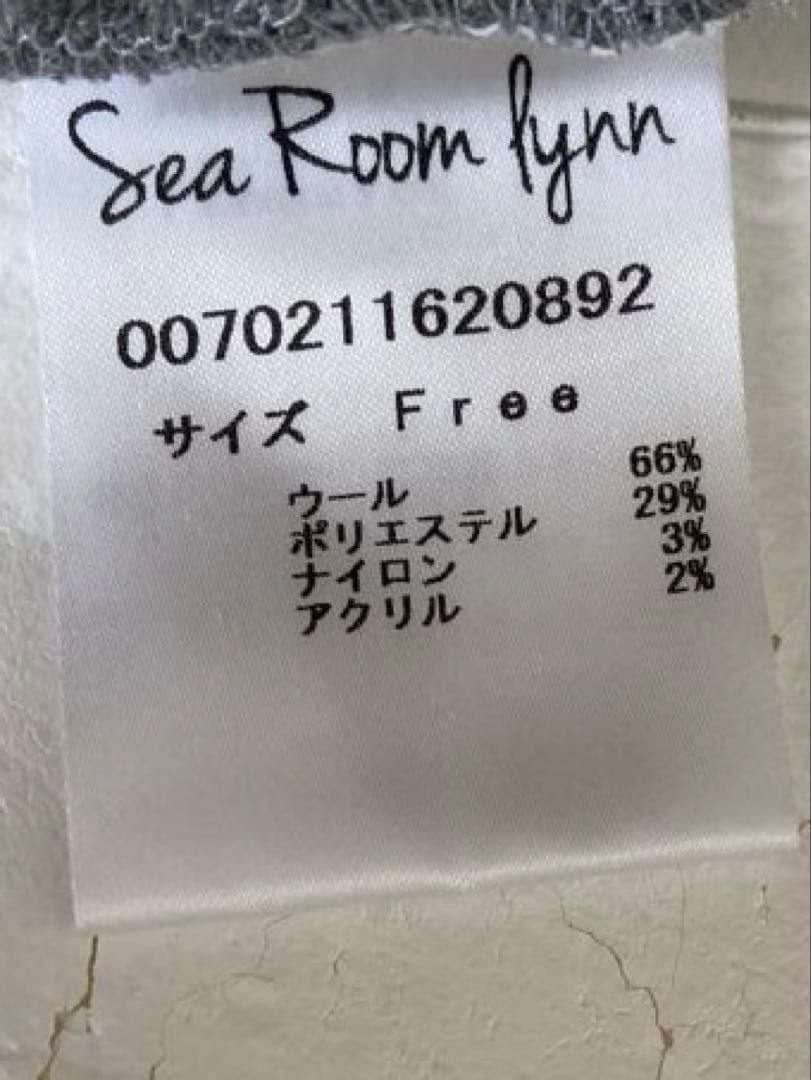 Sea Room lynn
0070211620892
サイズ Free
ウール 66%
ポリエステル 29%
ナイロン 3%
アクリル 2%